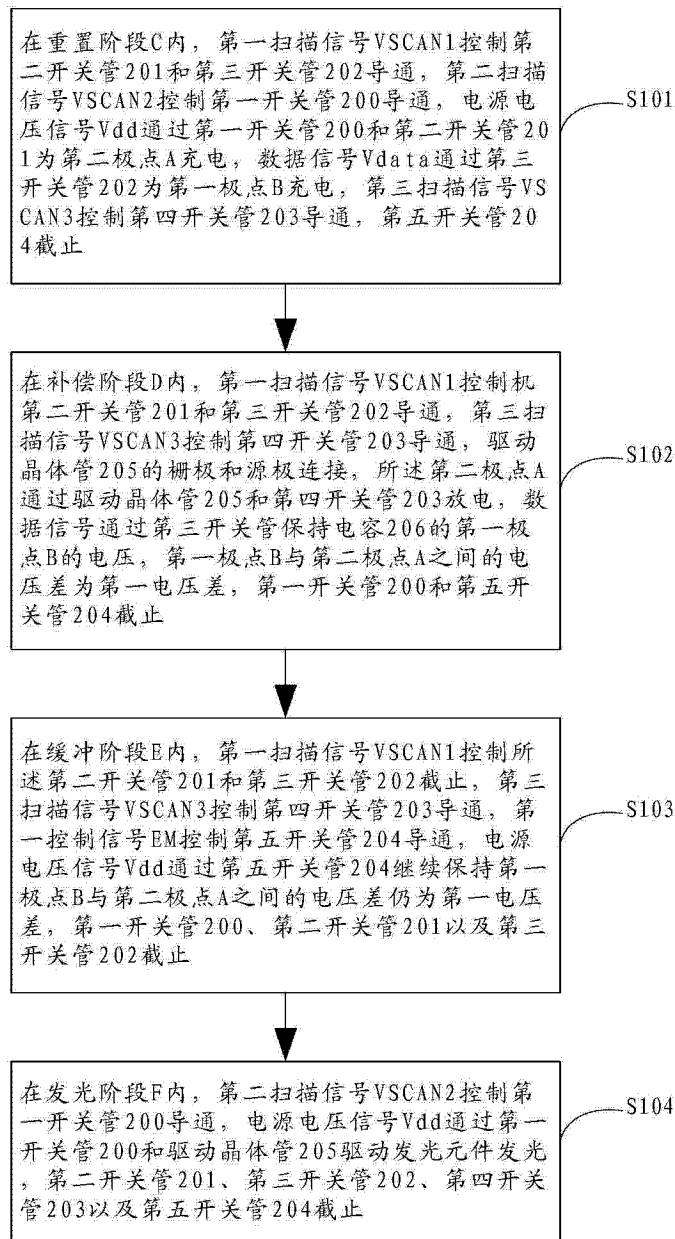 在重置阶段C内，第一扫描信号VSCAN1控制第
二开关管201和第三开关管202导通，第二扫描
信号VSCAN2控制第一开关管200导通，电源电
压信号Vdd通过第一开关管200和第二开关管20
1为第二极点A充电，数据信号Vdata通过第三
开关管202为第一极点B充电，第三扫描信号VS
CAN3控制第四开关管203导通，第五开关管20
4截止
S101
在补偿阶段D内，第一扫描信号VSCAN1控制机
第二开关管201和第三开关管202导通，第三扫
描信号VSCAN3控制第四开关管203导通，驱动
晶体管205的栅极和源极连接，所述第二极点A
通过驱动晶体管205和第四开关管203放电，数
据信号通过第三开关管保持电容206的第一极
点B的电压，第一极点B与第二极点A之间的电
压差为第一电压差，第一开关管200和第五开
关管204截止
S102
在缓冲阶段E内，第一扫描信号VSCAN1控制所
述第二开关管201和第三开关管202截止，第三
扫描信号VSCAN3控制第四开关管203导通，第
一控制信号EM控制第五开关管204导通，电源
电压信号Vdd通过第五开关管204继续保持第一
极点B与第二极点A之间的电压差仍为第一电压
差，第一开关管200、第二开关管201以及第三
开关管202截止
S103
在发光阶段F内，第二扫描信号VSCAN2控制第
一开关管200导通，电源电压信号Vdd通过第一
开关管200和驱动晶体管205驱动发光元件发光
，第二开关管201、第三开关管202、第四开关
管203以及第五开关管204截止
S104